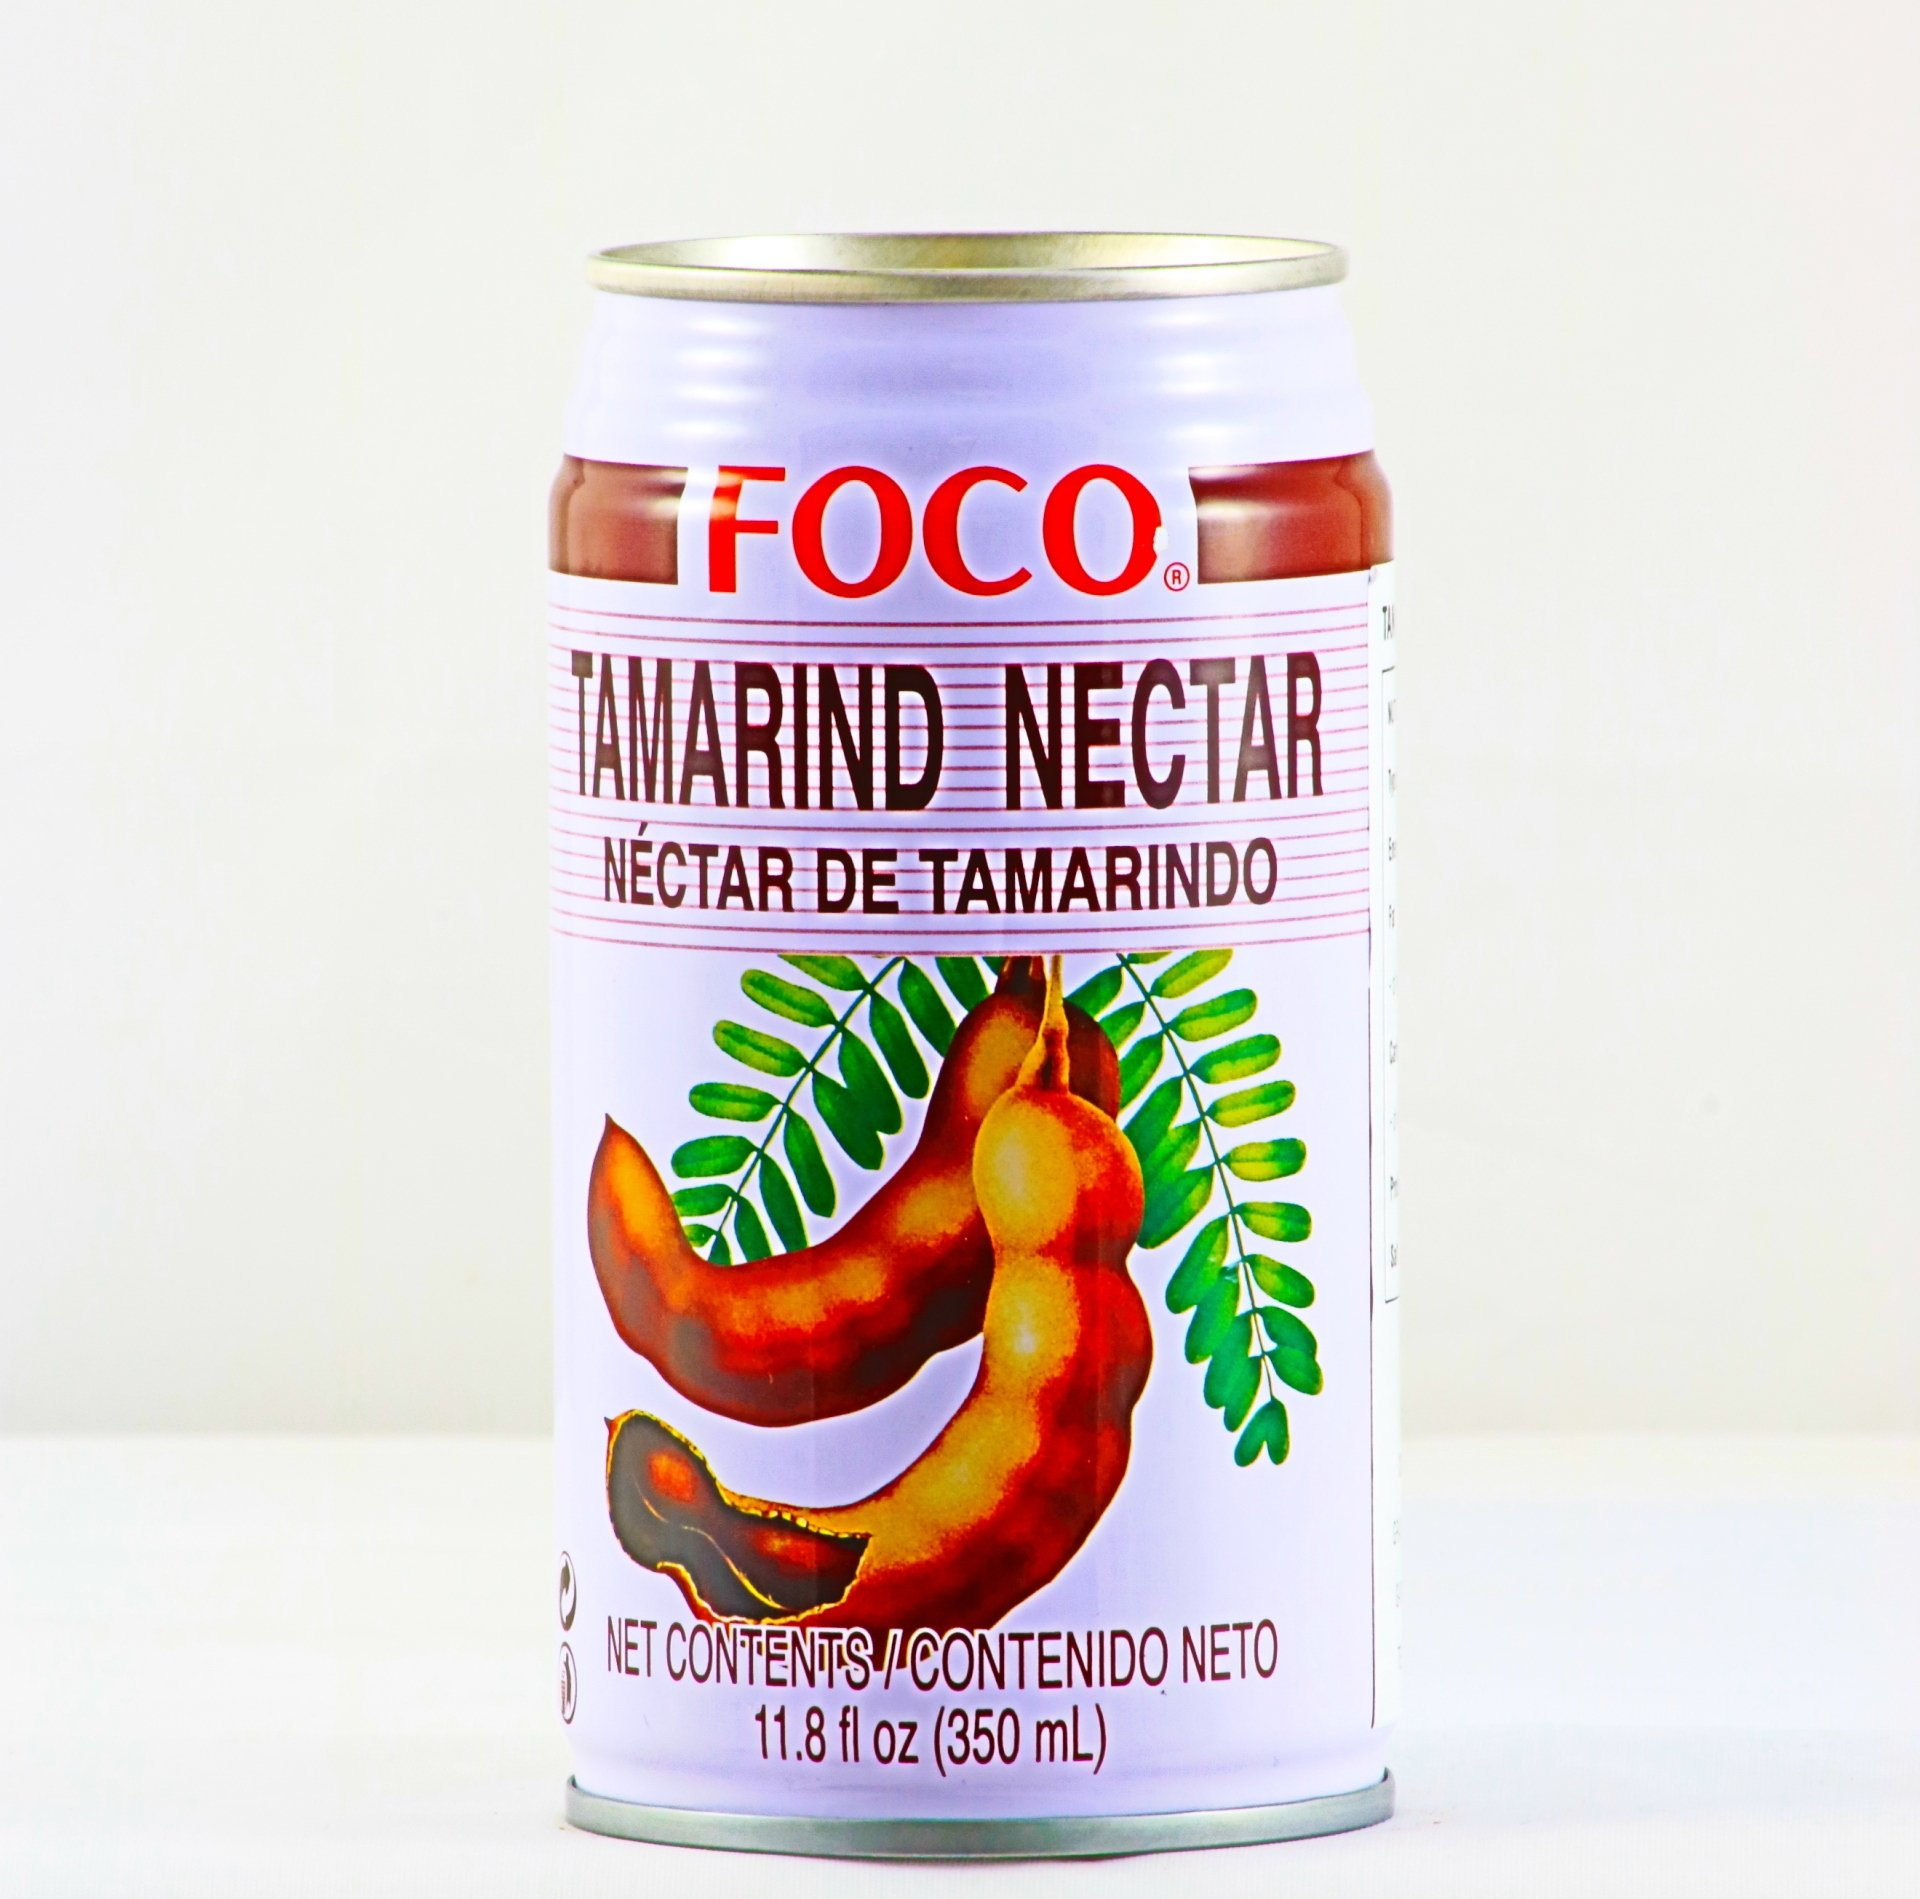 FOCO®
TAMARIND NECTAR
NÉCTAR DE TAMARINDO
NET CONTENTS / CONTENIDO NETO
11.8 fl oz (350 mL)